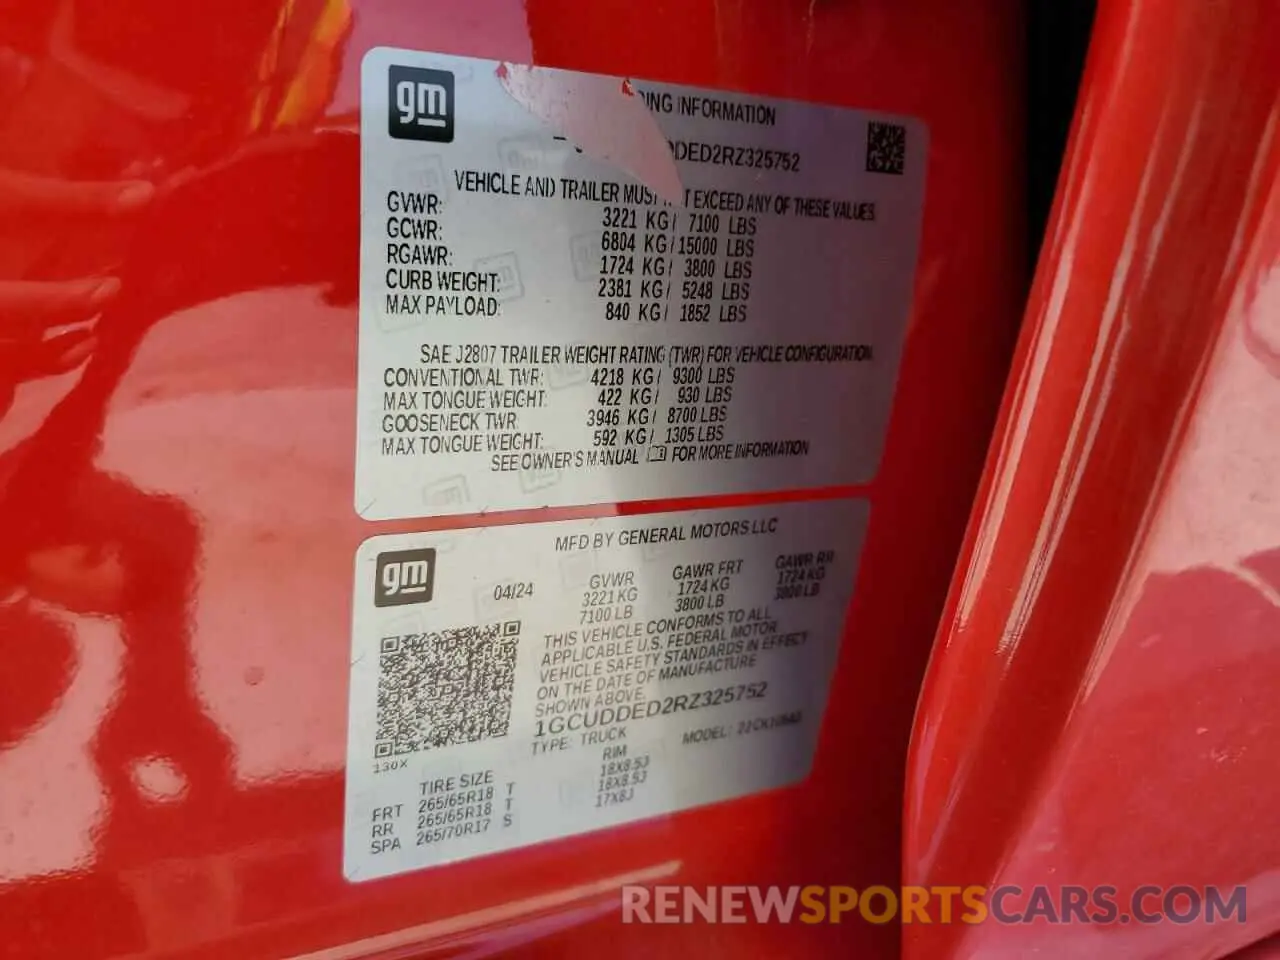 gm
INFORMATION
DED2RZ325752
VEHICLE AND TRAILER MUST EXCEED ANY OF THESE VALUES.
GVWR: 3221 KG/ 7100 LBS
GCWR: 6804 KG/ 15000 LBS
RGAWR: 1724 KG/ 3800 LBS
CURB WEIGHT: 2381 KG/ 5248 LBS
MAX PAYLOAD: 840 KG/ 1852 LBS
SAE J2807 TRAILER WEIGHT RATING (TWR) FOR VEHICLE CONFIGURATION
CONVENTIONAL TWR: 4218 KG/ 9300 LBS
MAX TONGUE WEIGHT: 422 KG/ 930 LBS
GOOSENECK TWR: 3946 KG/ 8700 LBS
MAX TONGUE WEIGHT: 592 KG/ 1305 LBS
SEE OWNER'S MANUAL FOR MORE INFORMATION
gm
MFD BY GENERAL MOTORS LLC
04/24
GVWR GAWR FRT GAWR RR
3221 KG 1724 KG 1724 KG
7100 LB 3800 LB 3800 LB
THIS VEHICLE CONFORMS TO ALL
APPLICABLE U.S. FEDERAL MOTOR
VEHICLE SAFETY STANDARDS IN EFFECT
ON THE DATE OF MANUFACTURE
SHOWN ABOVE.
1GCUDDED2RZ325752
TYPE: TRUCK MODEL:
130X
TIRE SIZE RIM
FRT 265/65R18 T 18X8.5J
RR 265/65R18 T 18X8.5J
SPA 265/70R17 S 17X8J
RENEWSPORTSCARS.COM